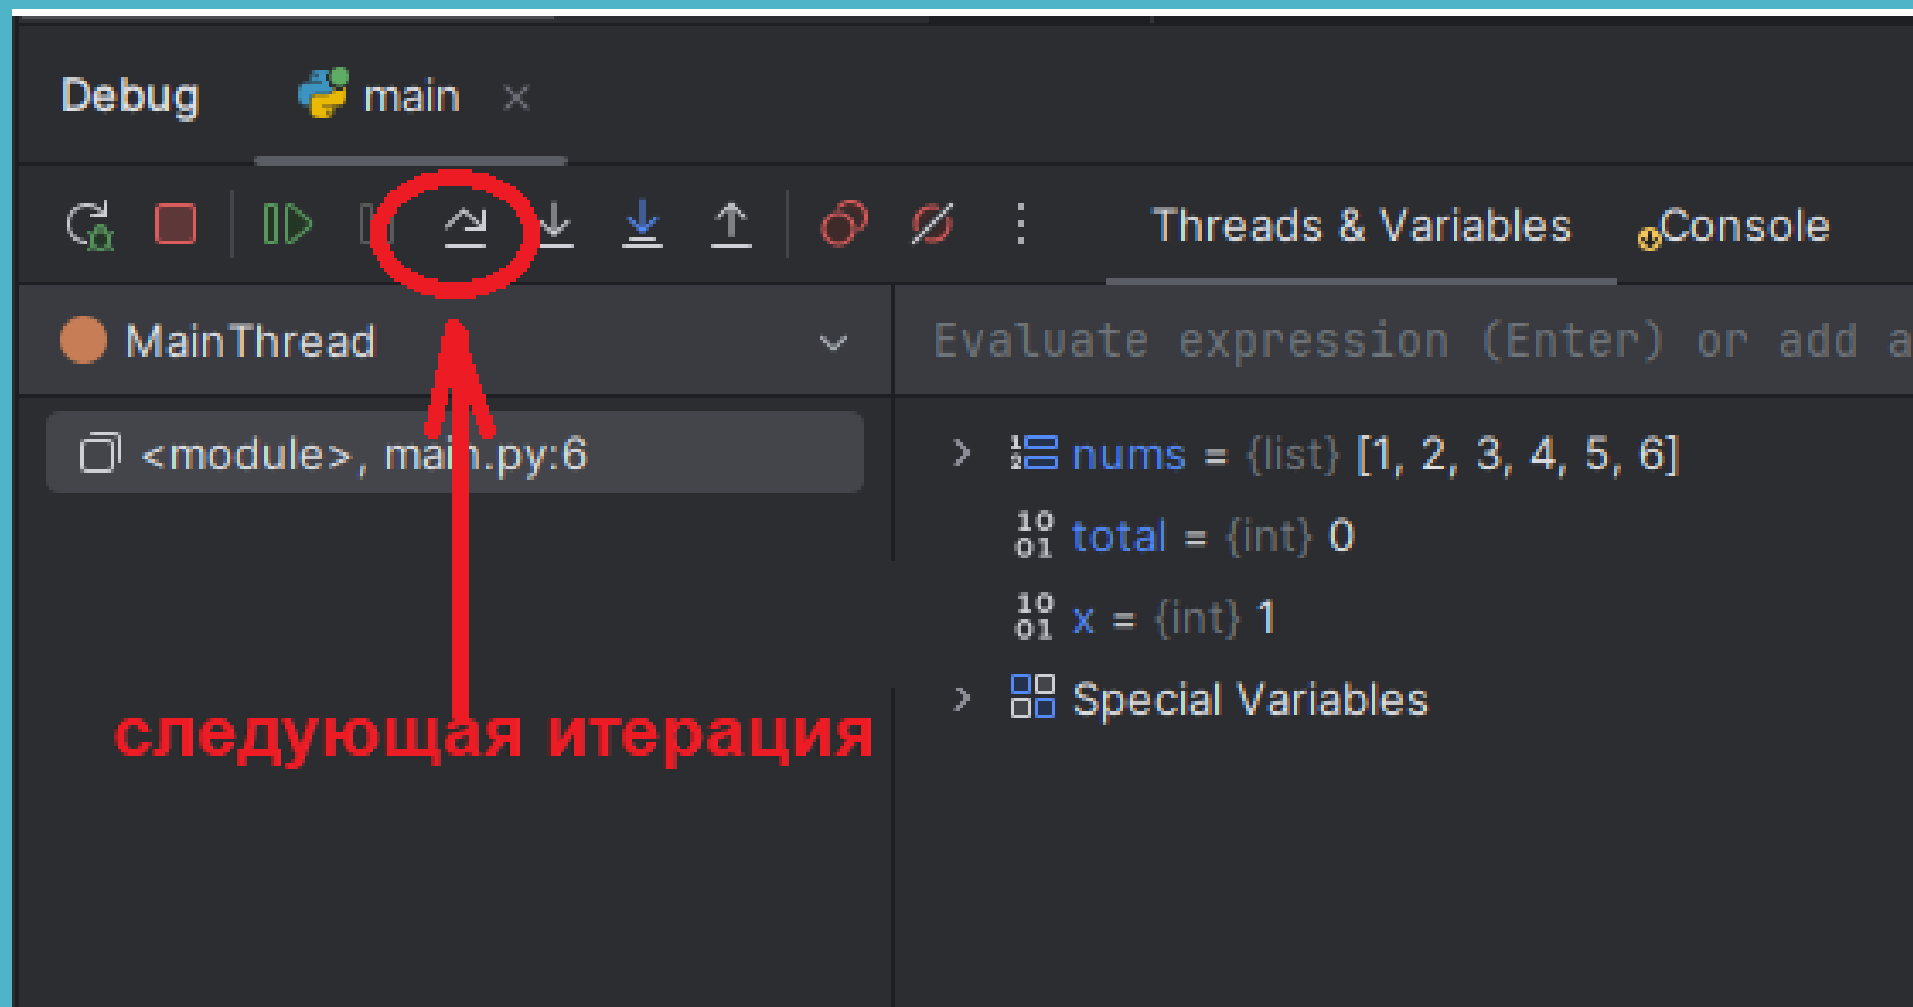 Debug main
Threads & Variables Console
MainThread
Evaluate expression (Enter) or add a
<module>, main.py:6
nums = {list} [1, 2, 3, 4, 5, 6]
total = {int} 0
x = {int} 1
Special Variables
следующая итерация